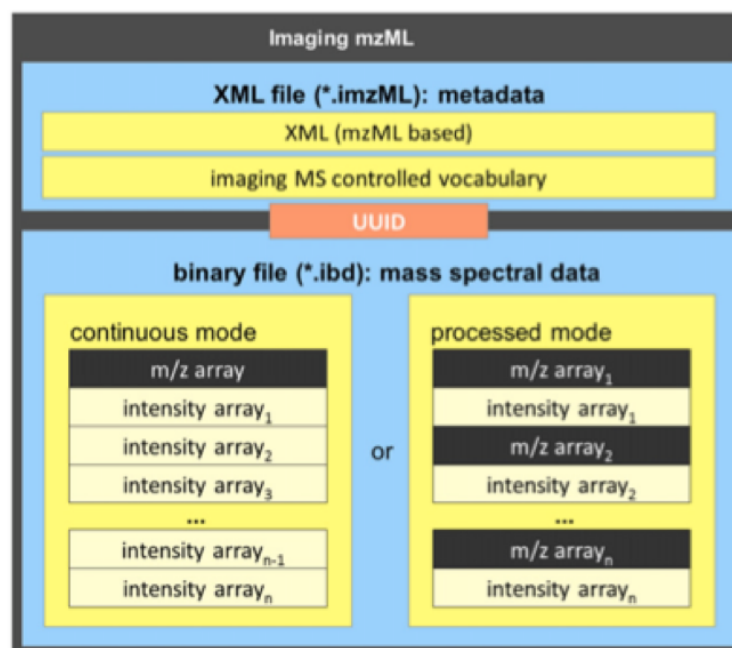 Imaging mzML
XML file (*.imzML): metadata
XML (mzML based)
imaging MS controlled vocabulary
UUID
binary file (*.ibd): mass spectral data
continuous mode
m/z array
intensity array₁
intensity array₂
intensity array₃
...
intensity arrayₙ₋₁
intensity arrayₙ
or
processed mode
m/z array₁
intensity array₁
m/z array₂
intensity array₂
...
m/z arrayₙ
intensity arrayₙ